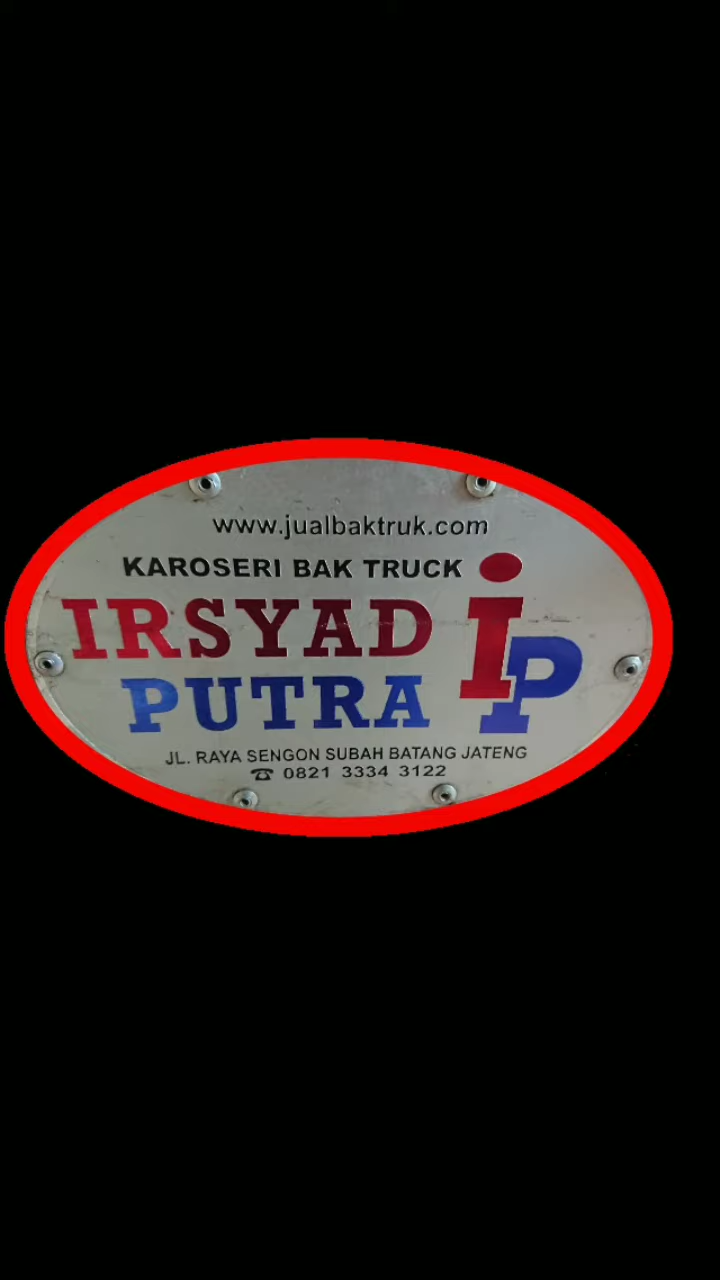 www.jualbaktruk.com
KAROSERI BAK TRUCK
IRSYAD
PUTRA
iP
JL. RAYA SENGON SUBAH BATANG JATENG
☎ 0821 3334 3122